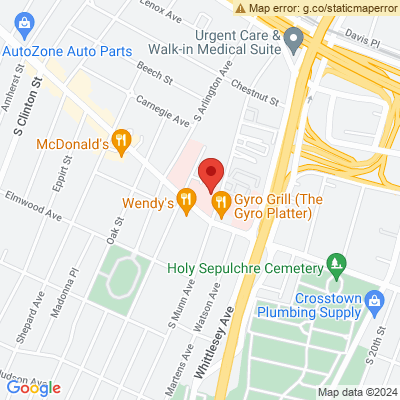 Map error: g.co/staticmaperror
Lenox Ave
Davis Pl
Urgent Care &
Walk-in Medical Suite
AutoZone Auto Parts
Beech St
Chestnut St
Amherst St
S Clinton St
S Arlington Ave
Carnegie Ave
McDonald's
Eppirt St
Elmwood Ave
Oak St
Wendy's
Gyro Grill (The
Gyro Platter)
Holy Sepulchre Cemetery
Madonna Pl
S Munn Ave
Watson Ave
Whittlesey Ave
Crosstown
Plumbing Supply
Shepard Ave
Martens Ave
S 20th St
Hudson Ave
Google
Map data ©2024